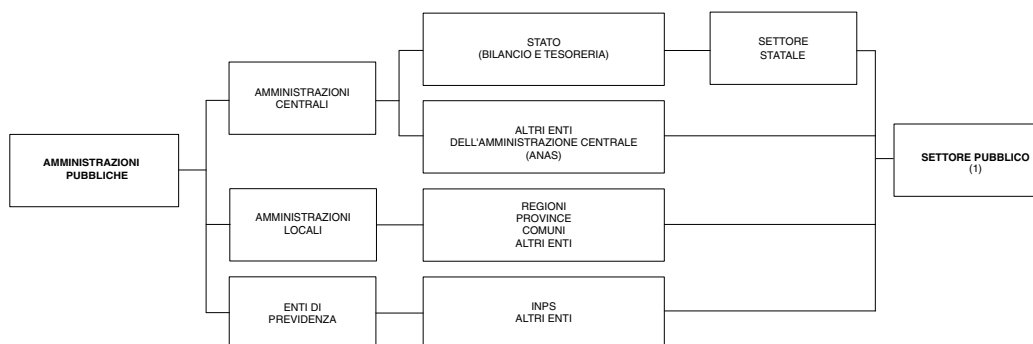 STATO
(BILANCIO E TESORERIA)
SETTORE
STATALE
AMMINISTRAZIONI
CENTRALI
ALTRI ENTI
DELL'AMMINISTRAZIONE CENTRALE
(ANAS)
AMMINISTRAZIONI
PUBBLICHE
SETTORE PUBBLICO
(1)
AMMINISTRAZIONI
LOCALI
REGIONI
PROVINCE
COMUNI
ALTRI ENTI
ENTI DI
PREVIDENZA
INPS
ALTRI ENTI